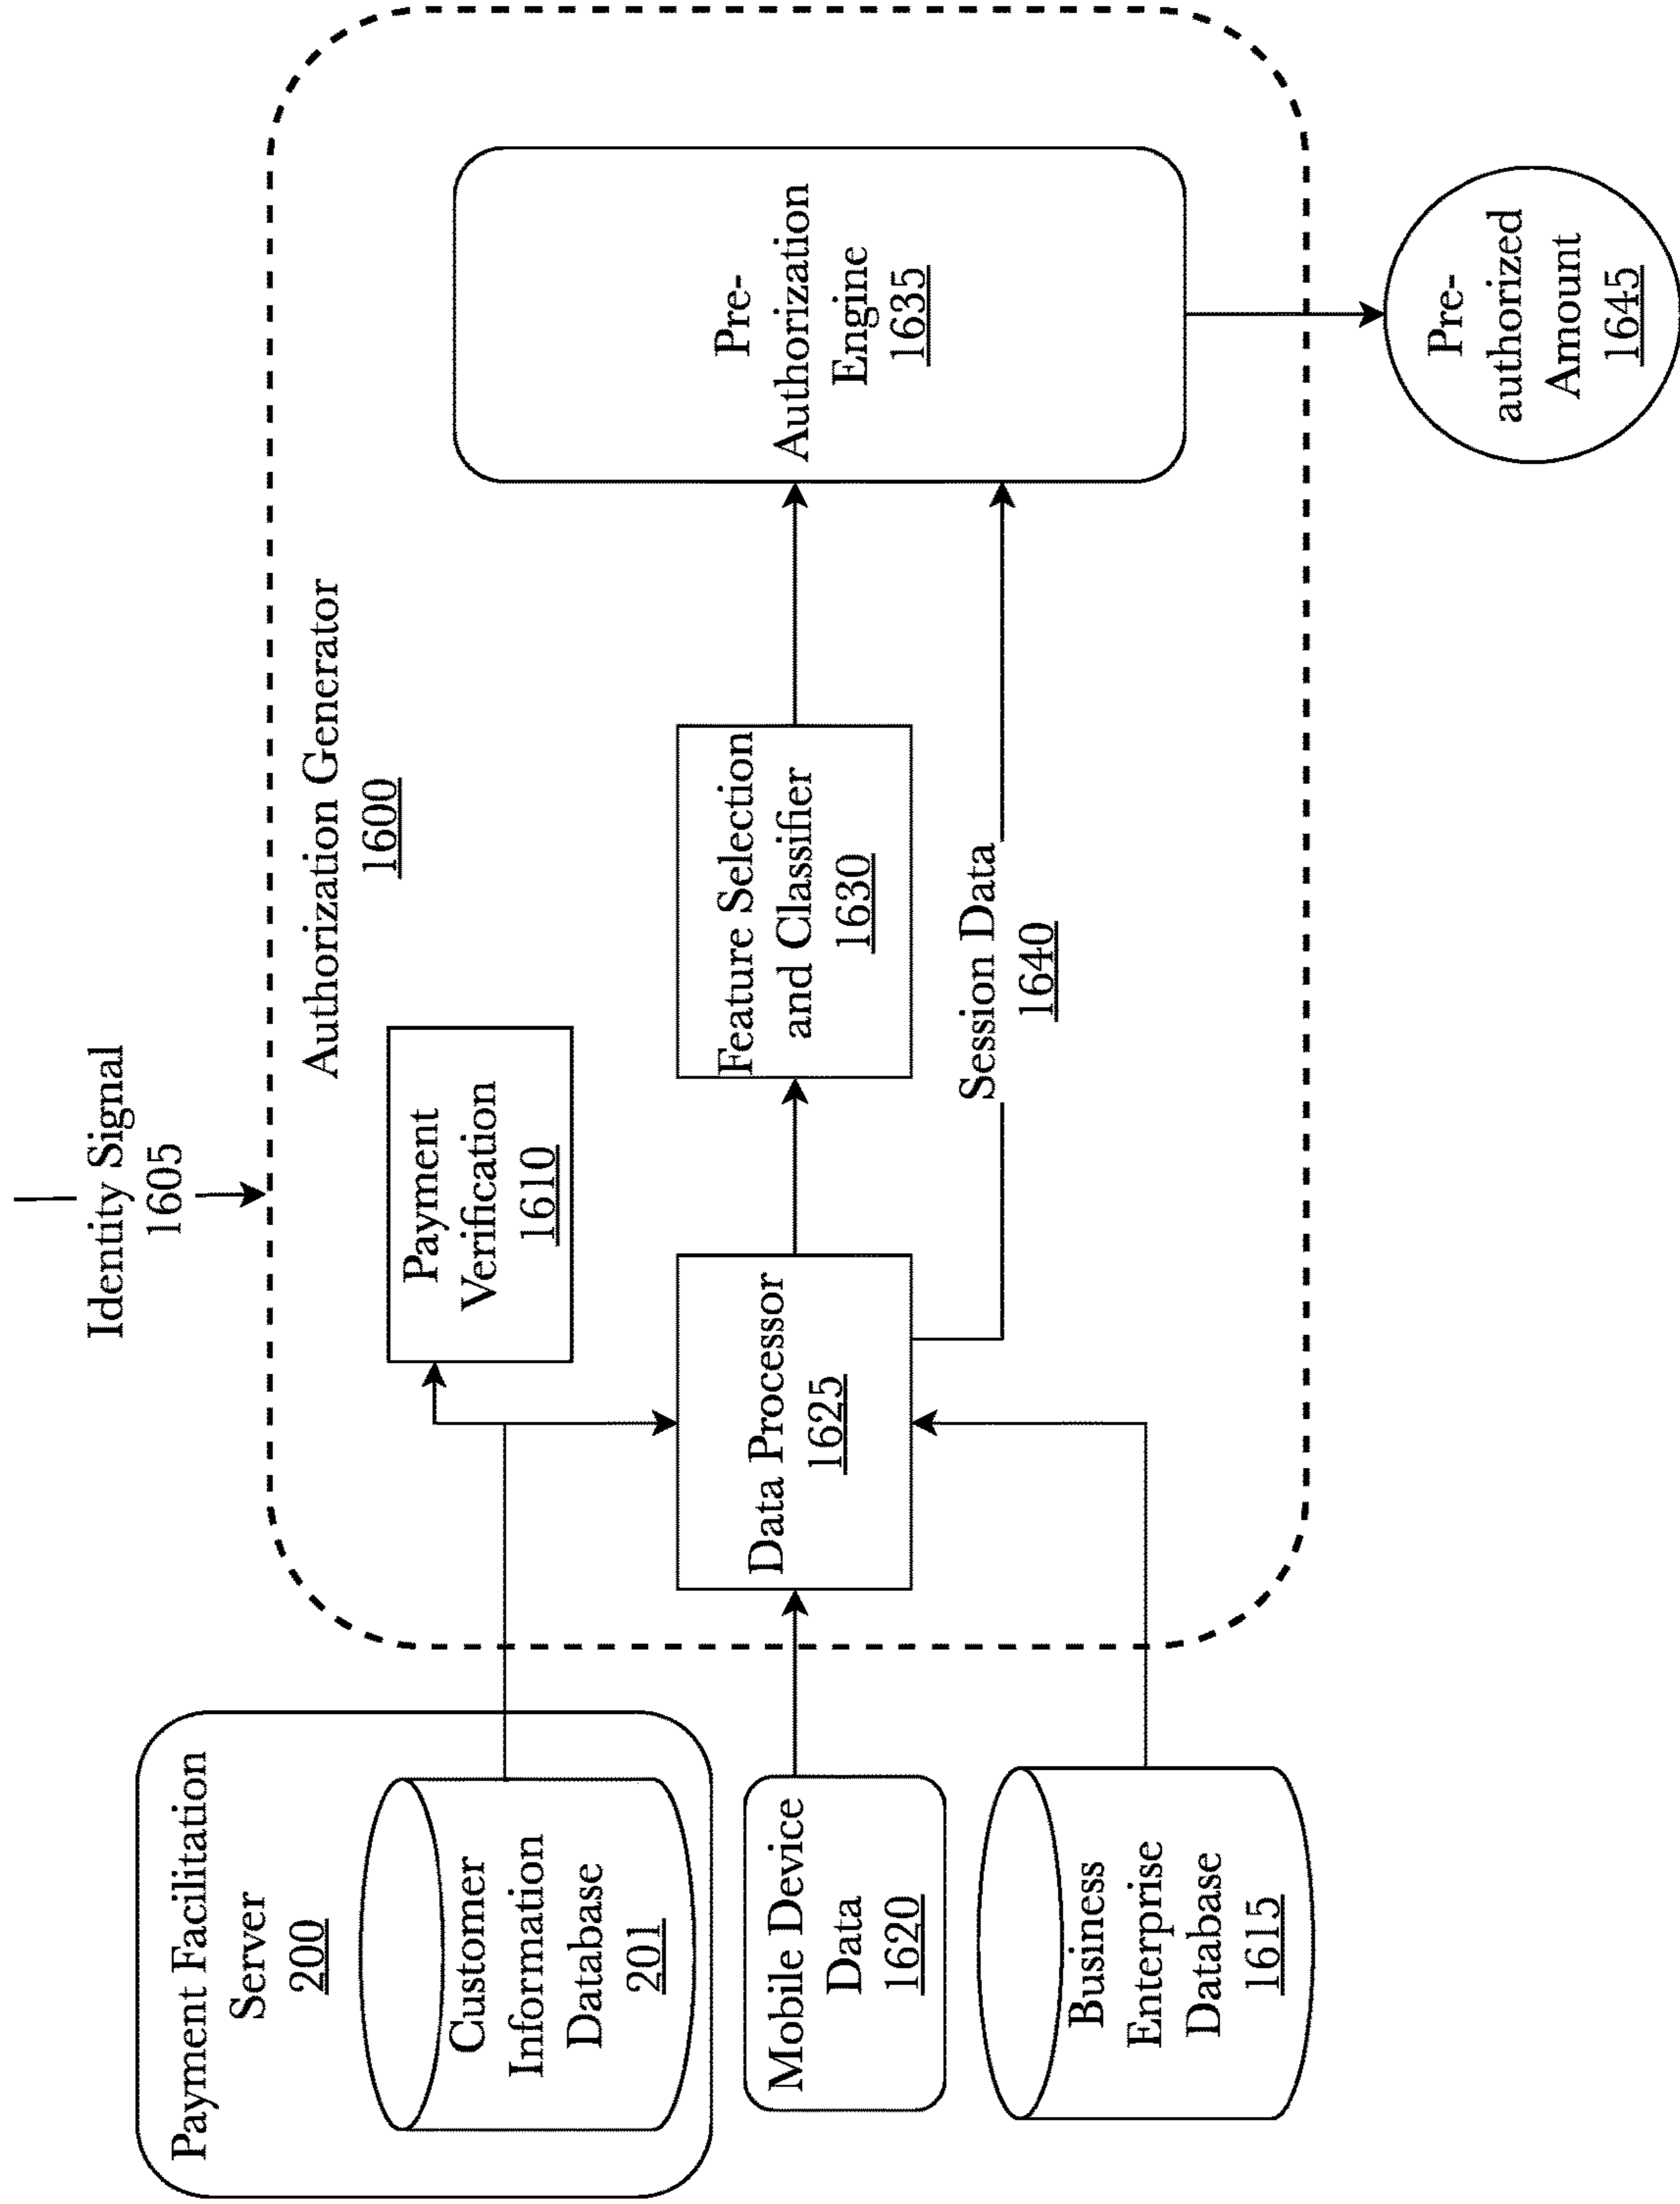 Identity Signal
1605
Authorization Generator
1600
Payment Facilitation
Server
200
Customer
Information
Database
201
Payment
Verification
1610
Mobile Device
Data
1620
Data Processor
1625
Feature Selection
and Classifier
1630
Pre-
Authorization
Engine
1635
Session Data
1640
Business
Enterprise
Database
1615
Pre-
authorized
Amount
1645